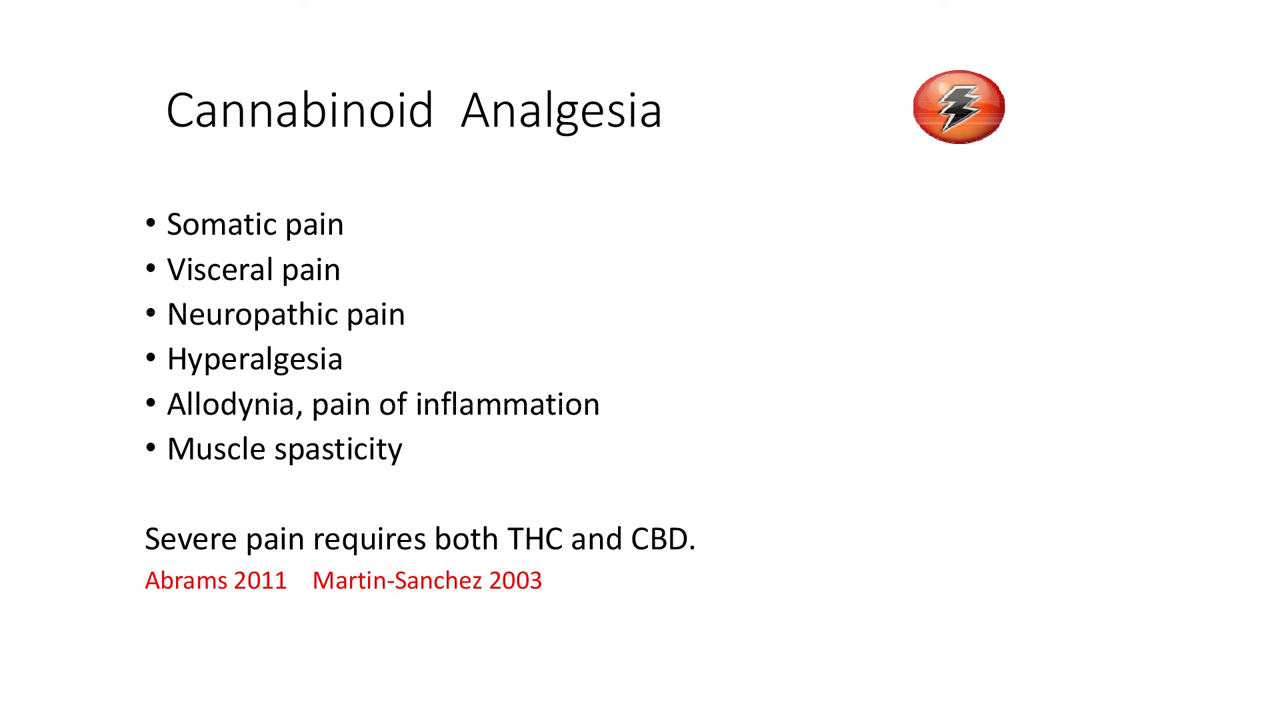 Cannabinoid Analgesia
• Somatic pain
• Visceral pain
• Neuropathic pain
• Hyperalgesia
• Allodynia, pain of inflammation
• Muscle spasticity
Severe pain requires both THC and CBD.
Abrams 2011 Martin-Sanchez 2003